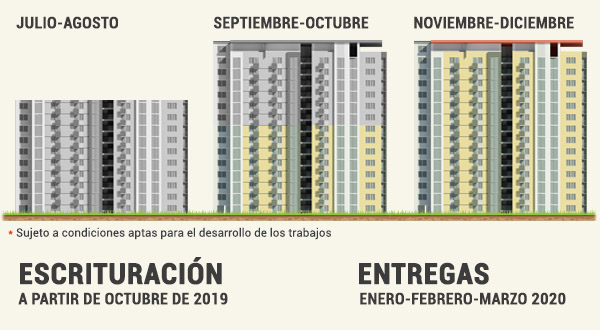 JULIO-AGOSTO
SEPTIEMBRE-OCTUBRE
NOVIEMBRE-DICIEMBRE
* Sujeto a condiciones aptas para el desarrollo de los trabajos
ESCRITURACIÓN
A PARTIR DE OCTUBRE DE 2019
ENTREGAS
ENERO-FEBRERO-MARZO 2020